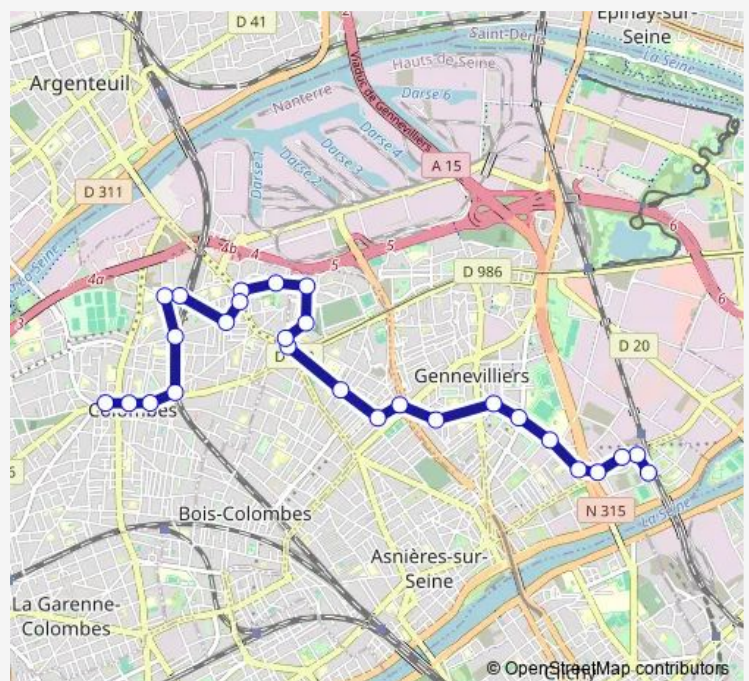 D 41
Épinay-sur-
Seine
Saint-Denis
La Seine
Hauts de Seine
Argenteuil
Viaduc de Gennevilliers
Nanterre
Darse 6
Darse 4
Darse 3
Darse 2
Darse 1
A 15
D 311
La Seine
4b
4
5
5
6
4a
3
6
D 986
D 20
Gennevilliers
Colombes
N 315
La Seine
Bois-Colombes
Asnières-sur-
Seine
La Garenne-
Colombes
Clichy
© OpenStreetMap contributors